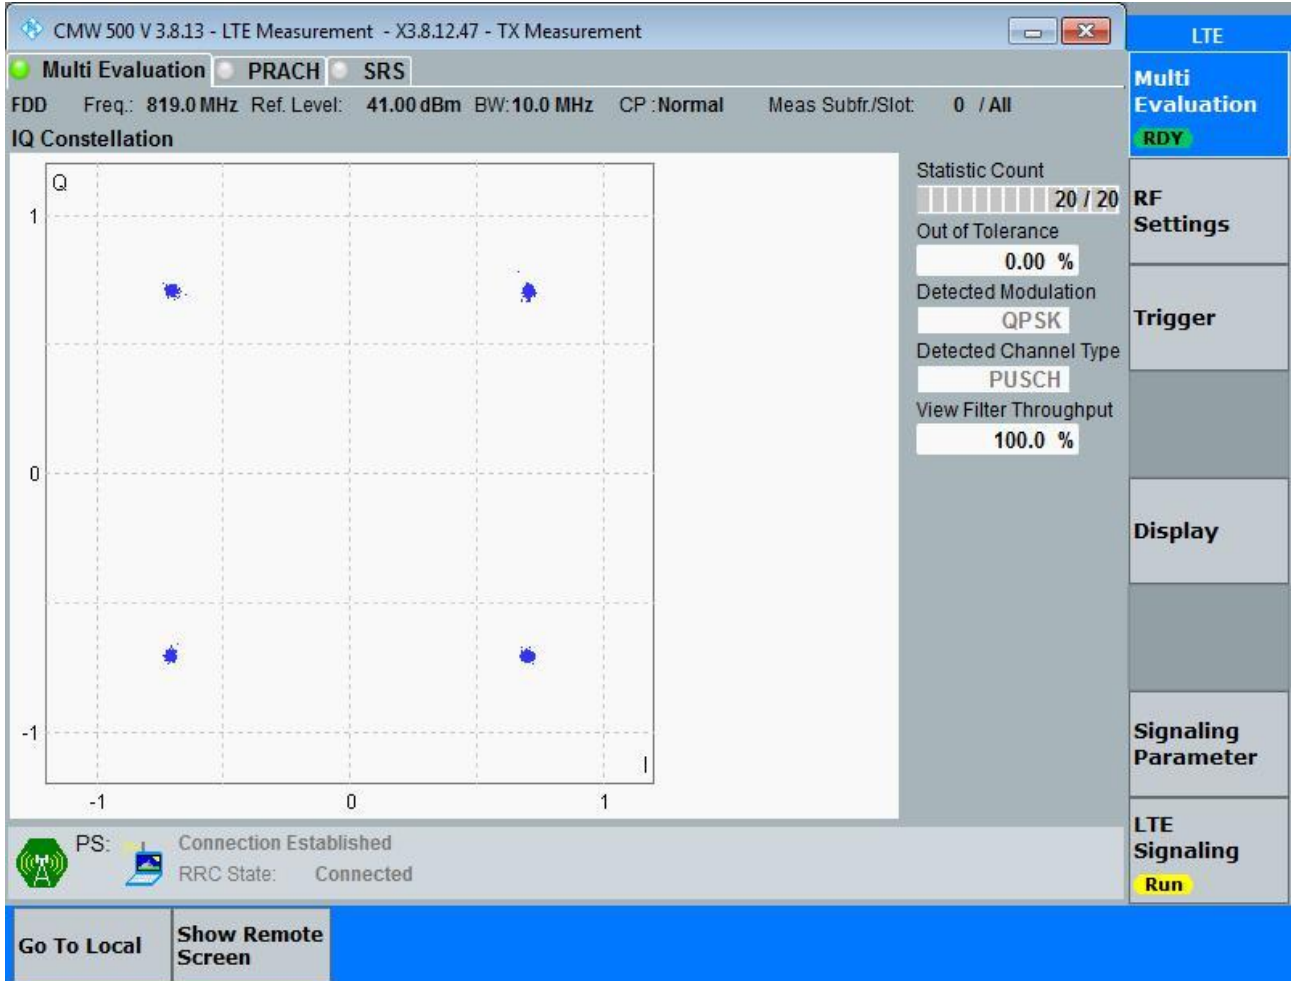 CMW 500 V 3.8.13 - LTE Measurement - X3.8.12.47 - TX Measurement
LTE
Multi Evaluation PRACH SRS
FDD Freq.: 819.0 MHz Ref. Level: 41.00 dBm BW: 10.0 MHz CP : Normal Meas Subfr./Slot: 0 / All
IQ Constellation
Q
1
0
-1
I
-1 0 1
Statistic Count
20 / 20
Out of Tolerance
0.00 %
Detected Modulation
QPSK
Detected Channel Type
PUSCH
View Filter Throughput
100.0 %
Multi
Evaluation
RDY
RF
Settings
Trigger
Display
Signaling
Parameter
LTE
Signaling
Run
PS: Connection Established
RRC State: Connected
Go To Local
Show Remote
Screen